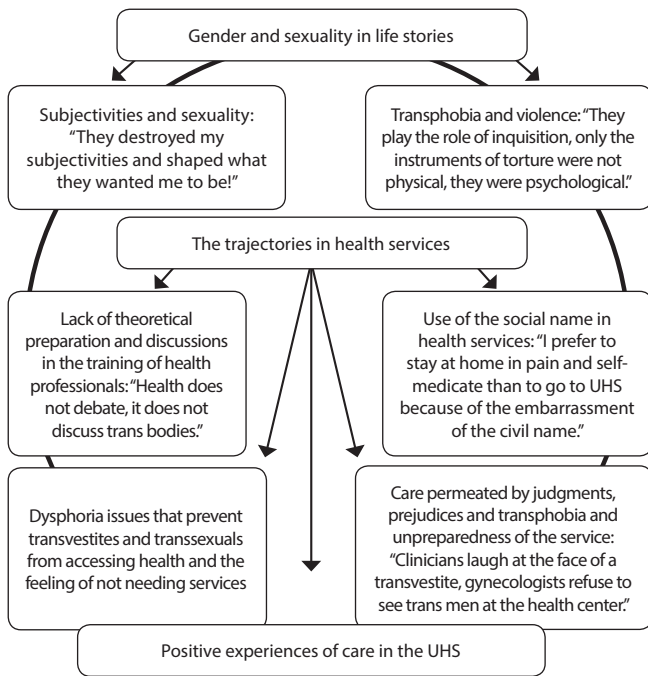 Gender and sexuality in life stories
Subjectivities and sexuality:
“They destroyed my
subjectivities and shaped what
they wanted me to be!”
Transphobia and violence: “They
play the role of inquisition, only the
instruments of torture were not
physical, they were psychological.”
The trajectories in health services
Lack of theoretical
preparation and discussions
in the training of health
professionals: “Health does
not debate, it does not
discuss trans bodies.”
Use of the social name in
health services: “I prefer to
stay at home in pain and self-
medicate than to go to UHS
because of the embarrassment
of the civil name.”
Dysphoria issues that prevent
transvestites and transsexuals
from accessing health and the
feeling of not needing services
Care permeated by judgments,
prejudices and transphobia and
unpreparedness of the service:
“Clinicians laugh at the face of a
transvestite, gynecologists refuse to
see trans men at the health center.”
Positive experiences of care in the UHS